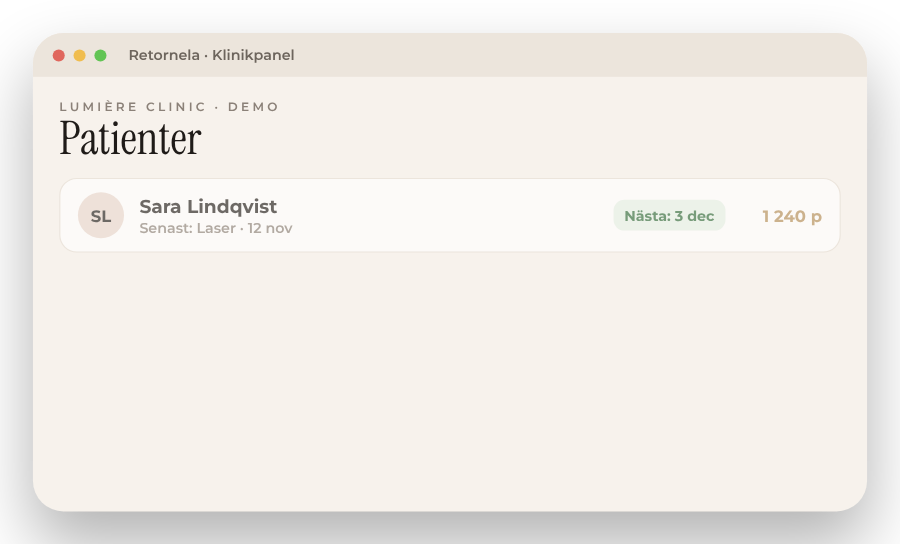 Retornela · Klinikpanel
LUMIÈRE CLINIC · DEMO
Patienter
SL
Sara Lindqvist
Senast: Laser · 12 nov
Nästa: 3 dec
1 240 p